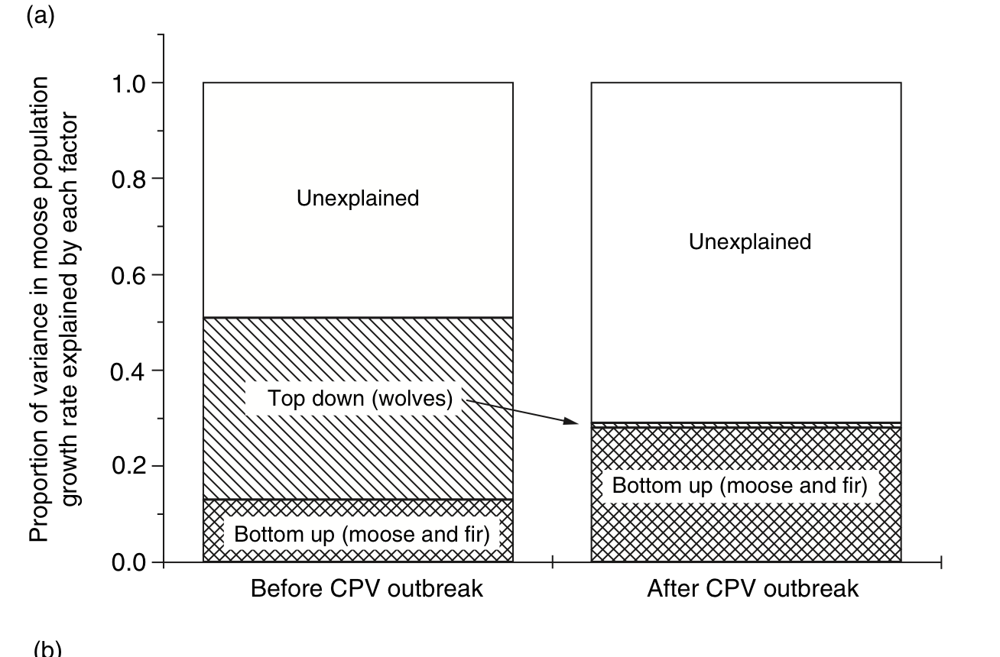 (a)
Proportion of variance in moose population
growth rate explained by each factor
1.0
0.8
0.6
0.4
0.2
0.0
Unexplained
Top down (wolves)
Bottom up (moose and fir)
Unexplained
Bottom up (moose and fir)
Before CPV outbreak
After CPV outbreak
(b)